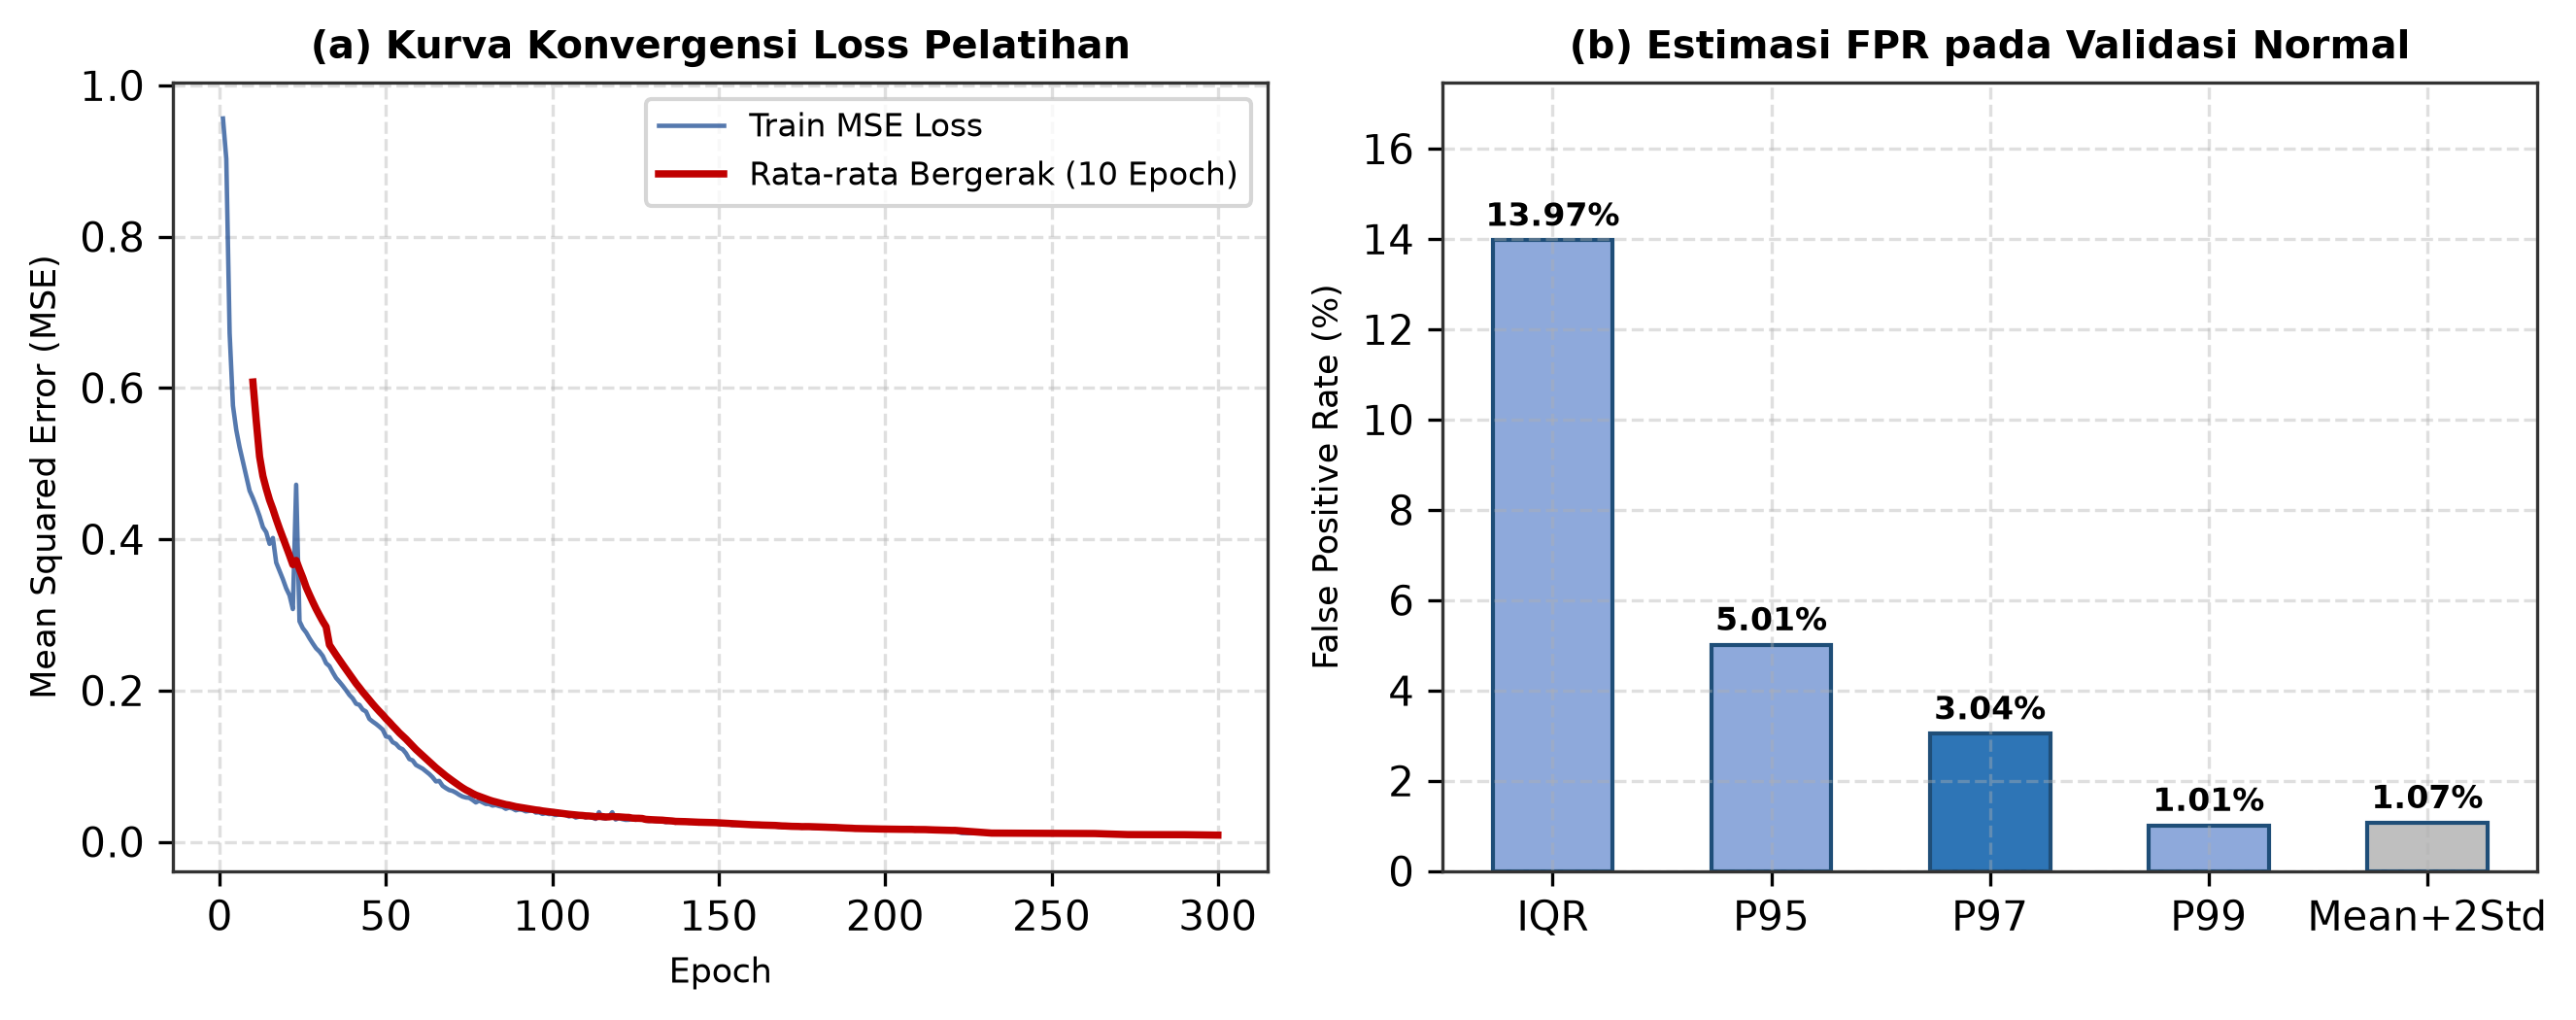 (a) Kurva Konvergensi Loss Pelatihan
Mean Squared Error (MSE)
1.0
0.8
0.6
0.4
0.2
0.0
Train MSE Loss
Rata-rata Bergerak (10 Epoch)
0 50 100 150 200 250 300
Epoch
(b) Estimasi FPR pada Validasi Normal
False Positive Rate (%)
16
14
12
10
8
6
4
2
0
13.97%
5.01%
3.04%
1.01%
1.07%
IQR P95 P97 P99 Mean+2Std